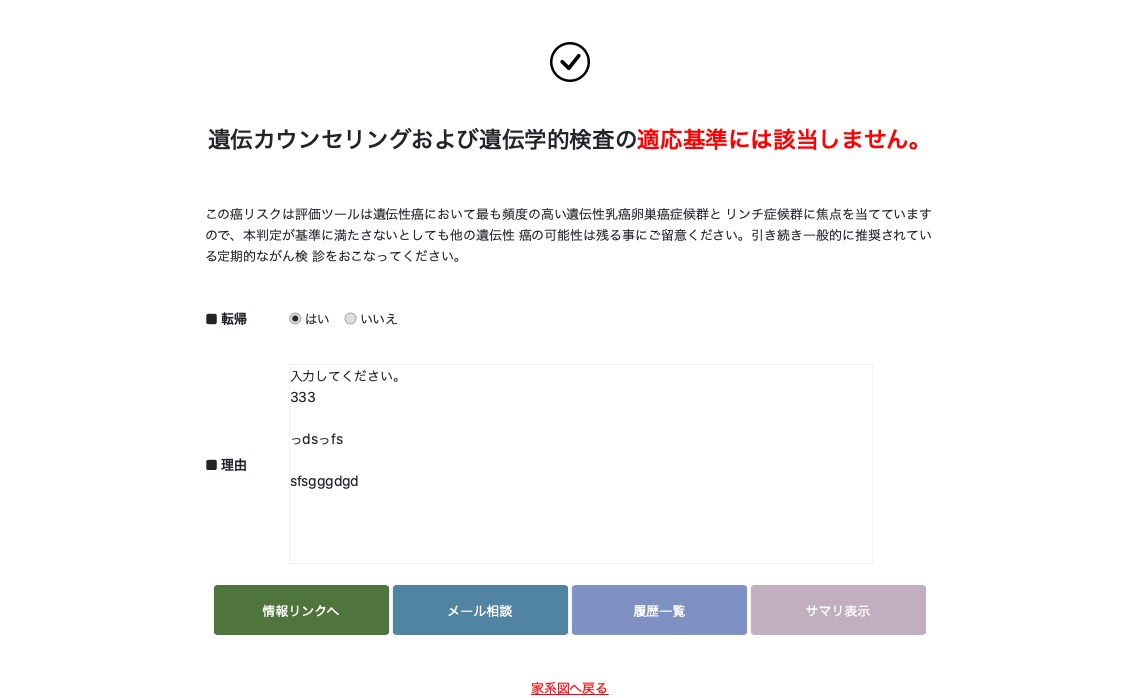 遺伝カウンセリングおよび遺伝学的検査の適応基準には該当しません。
この癌リスクは評価ツールは遺伝性癌において最も頻度の高い遺伝性乳癌卵巣癌症候群と リンチ症候群に焦点を当てています
ので、本判定が基準に満たさないとしても他の遺伝性 癌の可能性は残る事にご留意ください。引き続き一般的に推奨されてい
る定期的ながん検 診をおこなってください。
■ 転帰 はい いいえ
入力してください。
333
っdsっfs
■ 理由
sfsgggdgd
情報リンクへ メール相談 履歴一覧 サマリ表示
家系図へ戻る